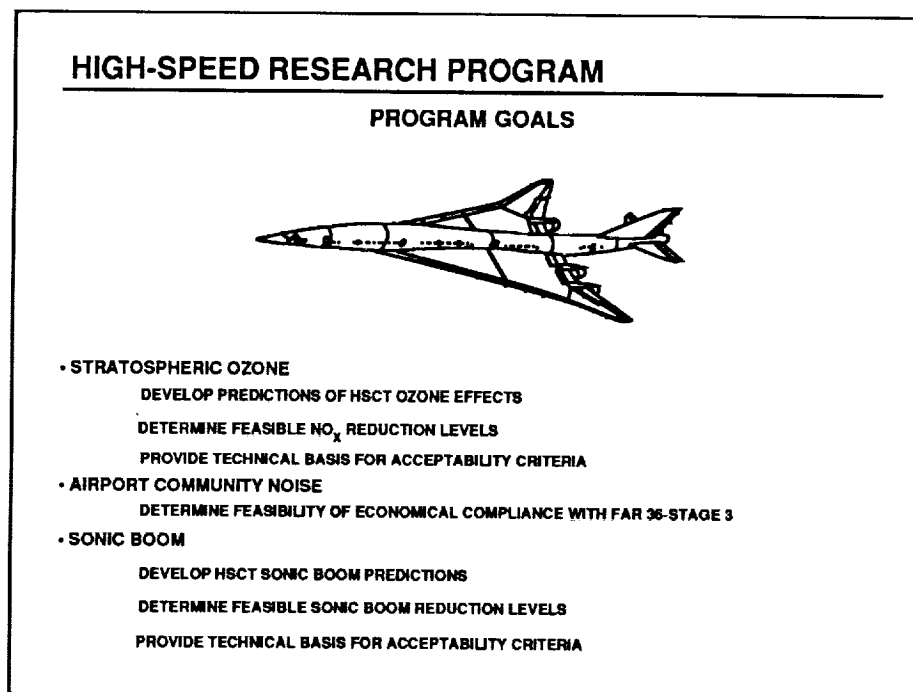 HIGH-SPEED RESEARCH PROGRAM
PROGRAM GOALS
• STRATOSPHERIC OZONE
DEVELOP PREDICTIONS OF HSCT OZONE EFFECTS
DETERMINE FEASIBLE NOX REDUCTION LEVELS
PROVIDE TECHNICAL BASIS FOR ACCEPTABILITY CRITERIA
• AIRPORT COMMUNITY NOISE
DETERMINE FEASIBILITY OF ECONOMICAL COMPLIANCE WITH FAR 36-STAGE 3
• SONIC BOOM
DEVELOP HSCT SONIC BOOM PREDICTIONS
DETERMINE FEASIBLE SONIC BOOM REDUCTION LEVELS
PROVIDE TECHNICAL BASIS FOR ACCEPTABILITY CRITERIA